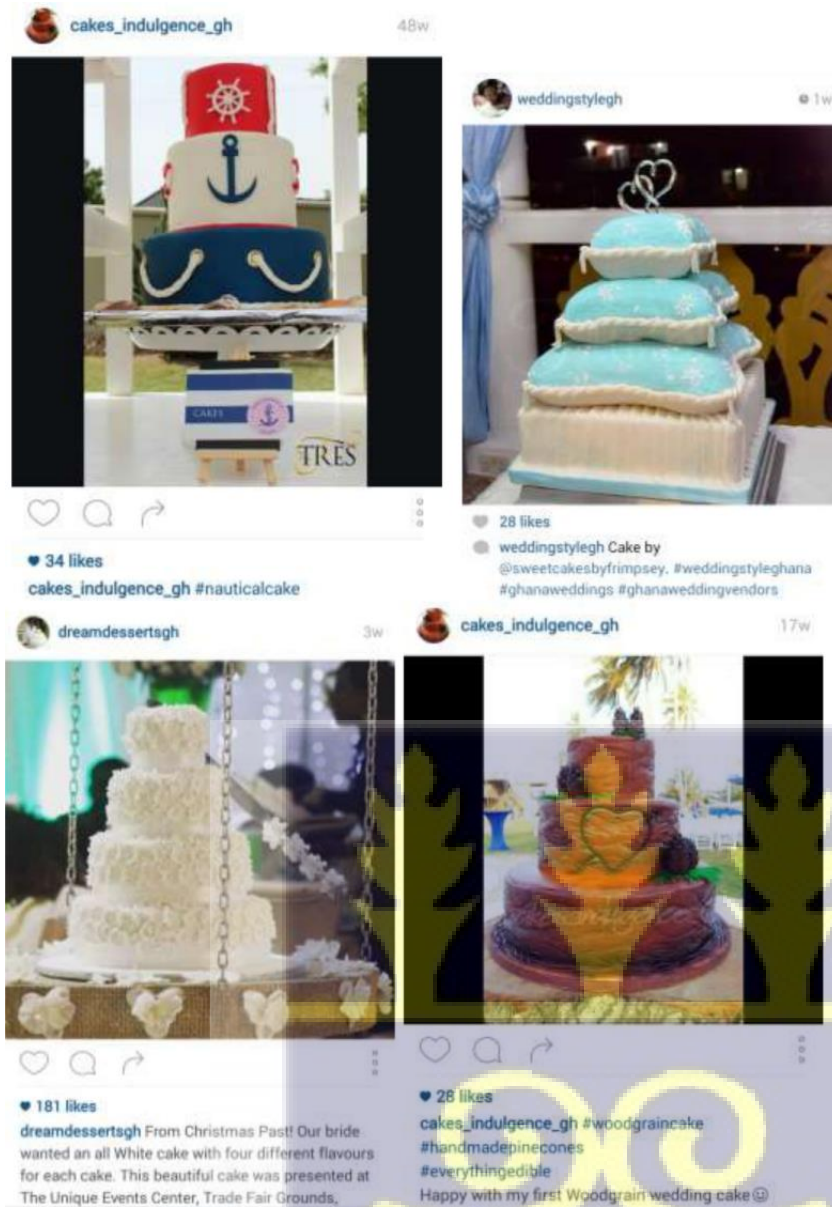 cakes_indulgence_gh
48w
CAKES
TRES
34 likes
cakes_indulgence_gh #nauticalcake
weddingstylegh
1w
28 likes
weddingstylegh Cake by
@sweetcakesbyfrimpsey. #weddingstyleghana
#ghanaweddings #ghanaweddingvendors
dreamdessertsgh
3w
181 likes
dreamdessertsgh From Christmas Past! Our bride
wanted an all White cake with four different flavours
for each cake. This beautiful cake was presented at
The Unique Events Center, Trade Fair Grounds,
cakes_indulgence_gh
17w
28 likes
cakes_indulgence_gh #woodgraincake
#handmadepinecones
#everythingedible
Happy with my first Woodgrain wedding cake☺